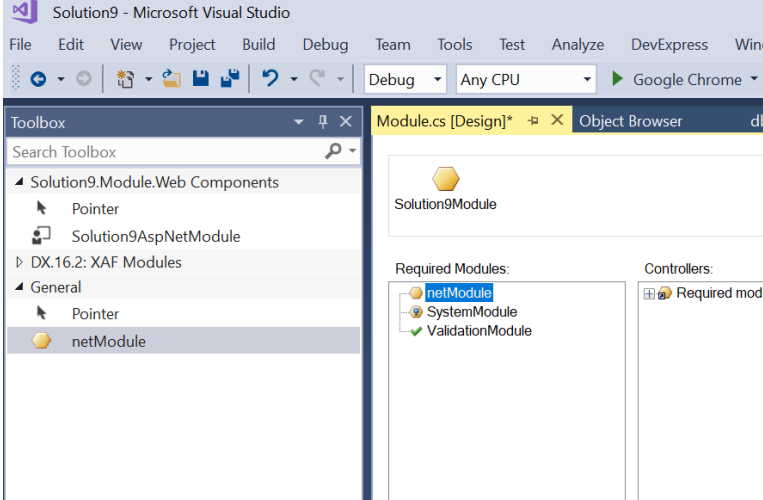 Solution9 - Microsoft Visual Studio
File Edit View Project Build Debug Team Tools Test Analyze DevExpress Win
Debug Any CPU Google Chrome
Toolbox
Search Toolbox
Solution9.Module.Web Components
Pointer
Solution9AspNetModule
DX.16.2: XAF Modules
General
Pointer
netModule
Module.cs [Design]* Object Browser db
Solution9Module
Required Modules:
netModule
SystemModule
ValidationModule
Controllers:
Required mod